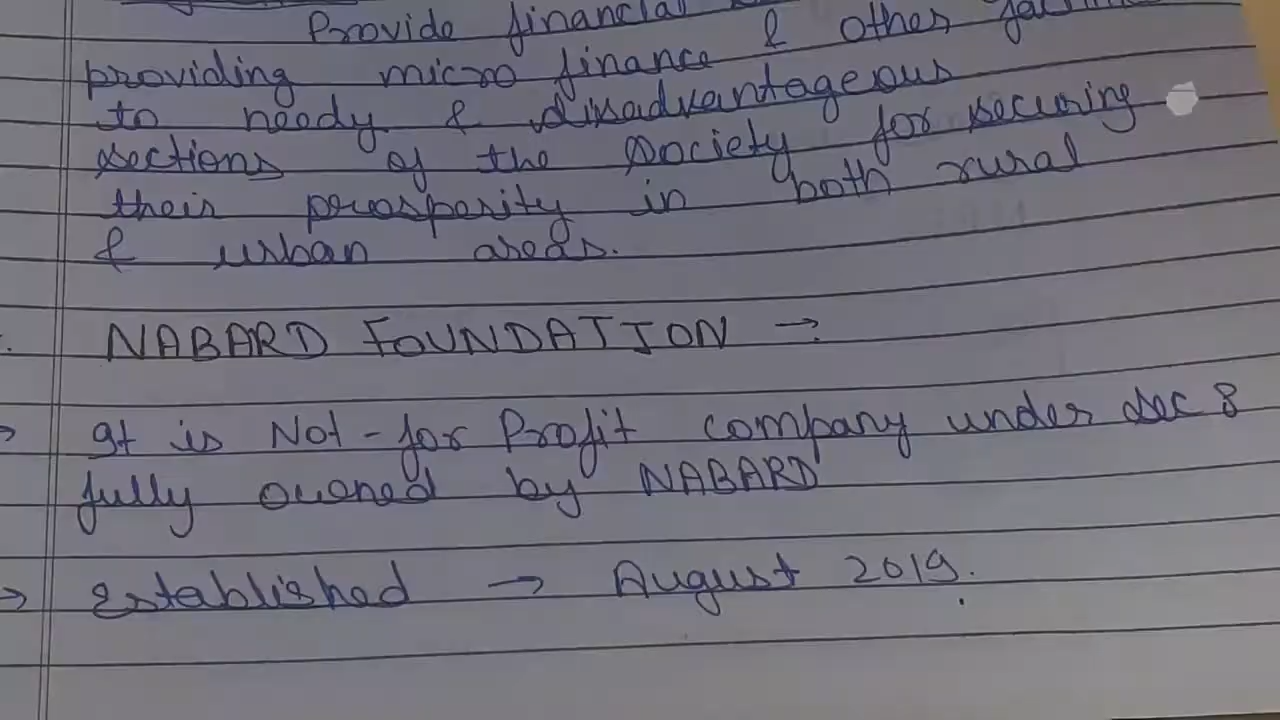 Provide financial
providing micro finance & other
to needy & disadvantageous
sections of the society for securing
their prosperity in both rural
& urban areas.
NABARD FOUNDATION →
→ It is Not-for Profit company under sec 8
fully owned by NABARD
→ Established → August 2019.